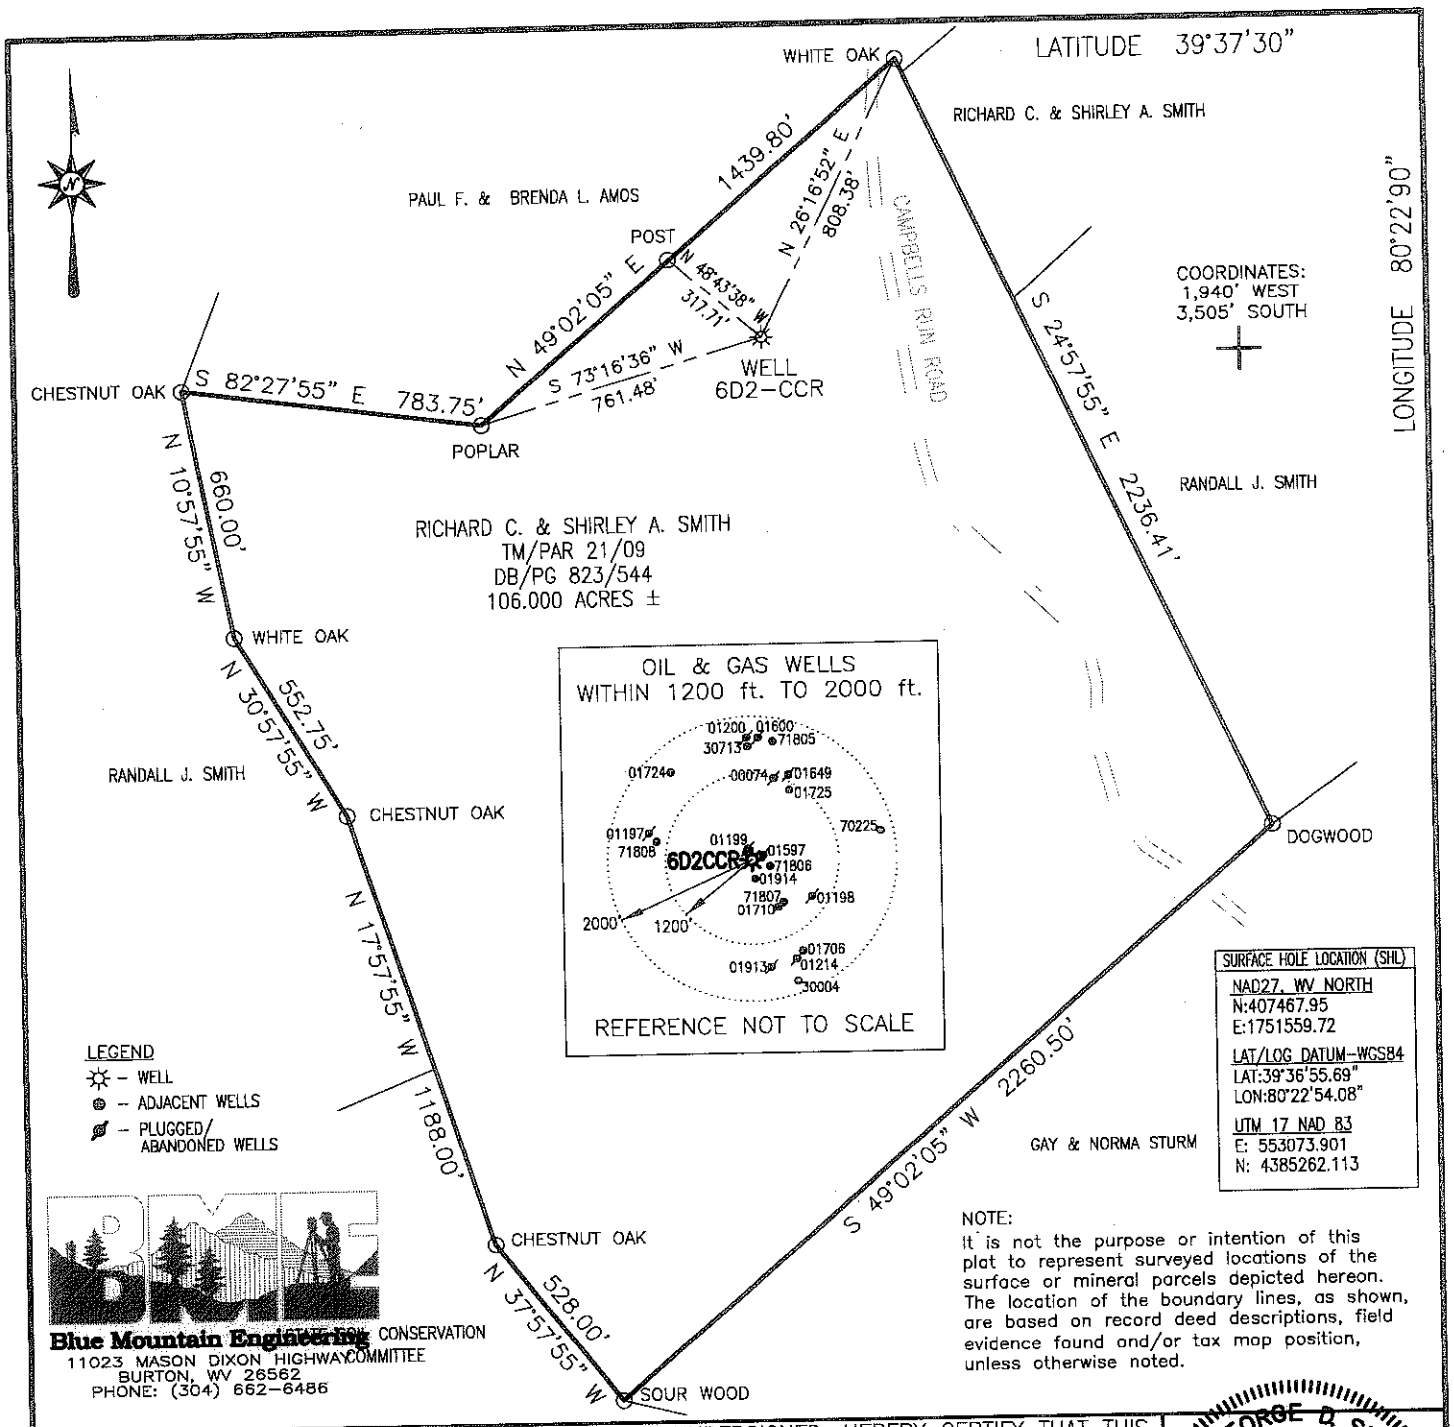 WHITE OAK
LATITUDE 39°37'30"
RICHARD C. & SHIRLEY A. SMITH
LONGITUDE 80°22'90"
N
PAUL F. & BRENDA L. AMOS
1439.80'
N 49°02'05" E
POST
N 26°16'52" E
808.38'
N 48°43'38" W
317.71'
CAMPBELLS RUN ROAD
COORDINATES:
1,940' WEST
3,505' SOUTH
S 24°57'55" E 2236.41'
WELL
6D2-CCR
S 73°16'36" W
761.48'
CHESTNUT OAK
S 82°27'55" E 783.75'
POPLAR
RANDALL J. SMITH
660.00'
N 10°57'55" W
RICHARD C. & SHIRLEY A. SMITH
TM/PAR 21/09
DB/PG 823/544
106.000 ACRES ±
WHITE OAK
552.75'
N 30°57'55" W
RANDALL J. SMITH
CHESTNUT OAK
OIL & GAS WELLS
WITHIN 1200 ft. TO 2000 ft.
01200 01600
30713 71805
01724 00074 01649
01725
01197 70225
71808 01199 01597
6D2CCR 71806
01914
71807 01198
01710
2000' 1200'
01706
01913 01214
30004
REFERENCE NOT TO SCALE
DOGWOOD
N 17°57'55" W
1188.00'
S 49°02'05" W 2260.50'
SURFACE HOLE LOCATION (SHL)
NAD27, WV NORTH
N:407467.95
E:1751559.72
LAT/LOG DATUM-WGS84
LAT:39°36'55.69"
LON:80°22'54.08"
UTM 17 NAD 83
E: 553073.901
N: 4385262.113
LEGEND
- WELL
- ADJACENT WELLS
- PLUGGED/
ABANDONED WELLS
GAY & NORMA STURM
CHESTNUT OAK
528.00'
N 37°57'55" W
SOUR WOOD
NOTE:
It is not the purpose or intention of this
plat to represent surveyed locations of the
surface or mineral parcels depicted hereon.
The location of the boundary lines, as shown,
are based on record deed descriptions, field
evidence found and/or tax map position,
unless otherwise noted.
BME
Blue Mountain Engineering CONSERVATION
11023 MASON DIXON HIGHWAY COMMITTEE
BURTON, WV 26562
PHONE: (304) 662-6486
HEREBY CERTIFY THAT THIS